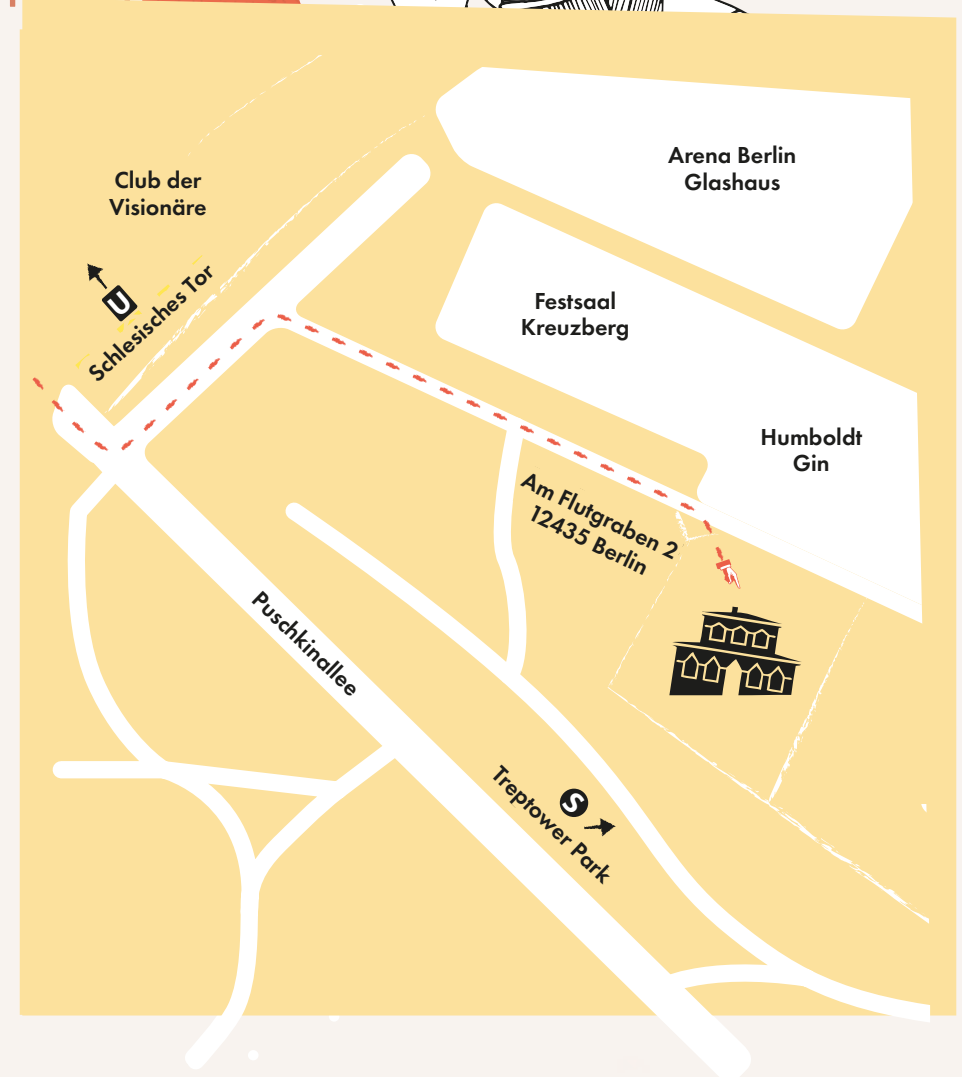 Arena Berlin
Glashaus
Club der
Visionäre
U
Schlesisches Tor
Festsaal
Kreuzberg
Humboldt
Gin
Am Flutgraben 2
12435 Berlin
Puschkinallee
S
Treptower Park